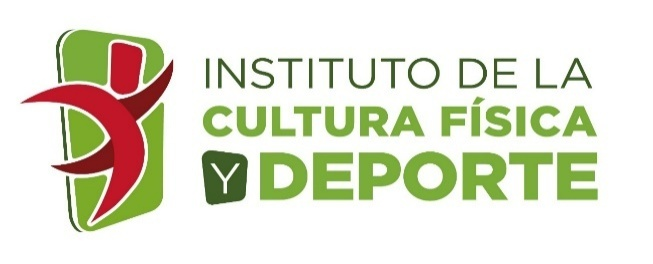 INSTITUTO DE LA
CULTURA FÍSICA
Y DEPORTE